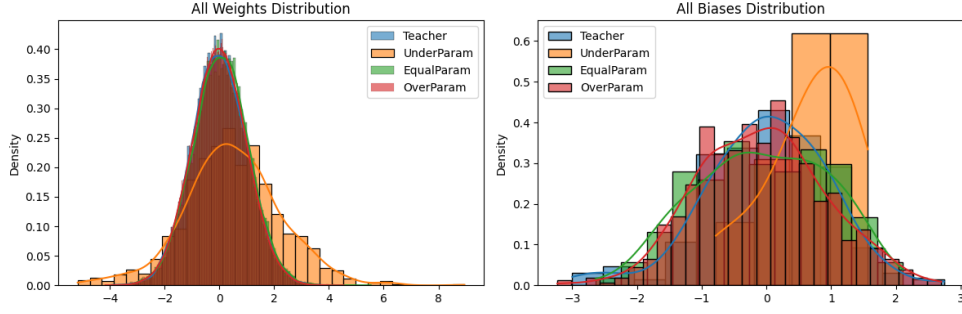 All Weights Distribution
Teacher
UnderParam
EqualParam
OverParam
Density
0.40
0.35
0.30
0.25
0.20
0.15
0.10
0.05
0.00
−4 −2 0 2 4 6 8
All Biases Distribution
Teacher
UnderParam
EqualParam
OverParam
Density
0.6
0.5
0.4
0.3
0.2
0.1
0.0
−3 −2 −1 0 1 2 3